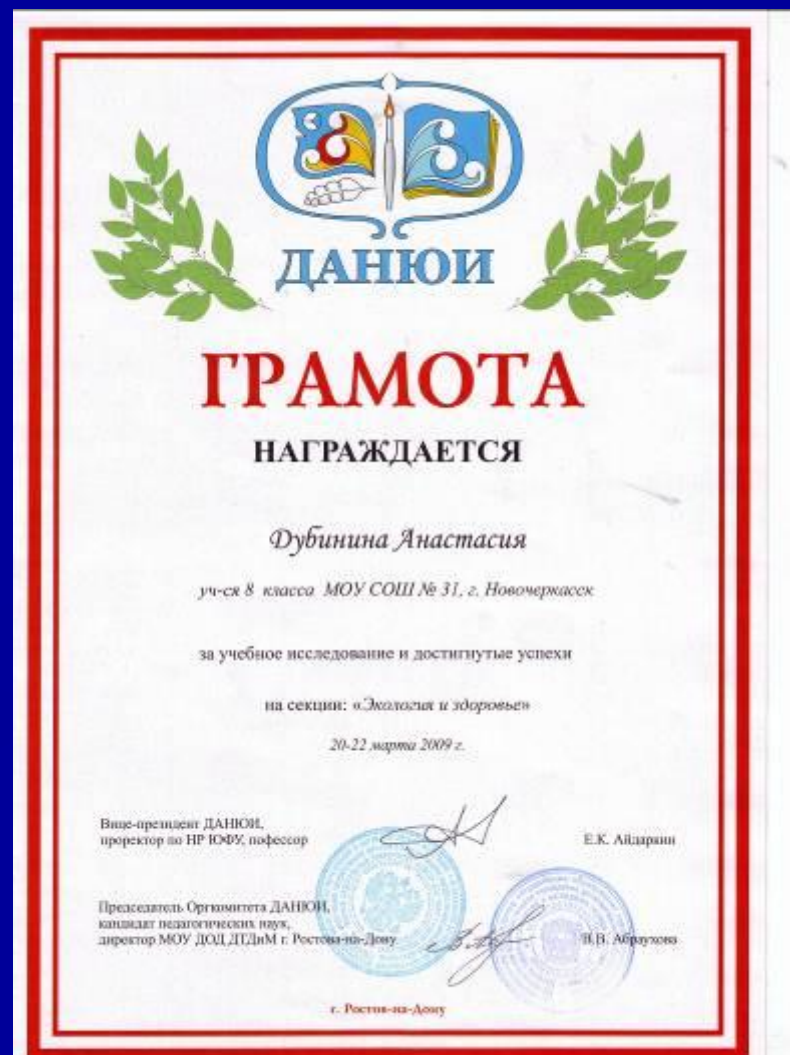 ДАНЮИ
ГРАМОТА
НАГРАЖДАЕТСЯ
Дубинина Анастасия
уч-ся 8 класса МОУ СОШ № 31, г. Новочеркасск
за учебное исследование и достигнутые успехи
на секции: «Экология и здоровье»
20-22 марта 2009 г.
Вице-президент ДАНЮИ,
проректор по НР ЮФУ, пофессор
Е.К. Айдаркин
Председатель Оргкомитета ДАНЮИ,
кандидат педагогических наук,
директор МОУ ДОД ДТДиМ г. Ростова-на-Дону
В.В. Абраухова
г. Ростов-на-Дону